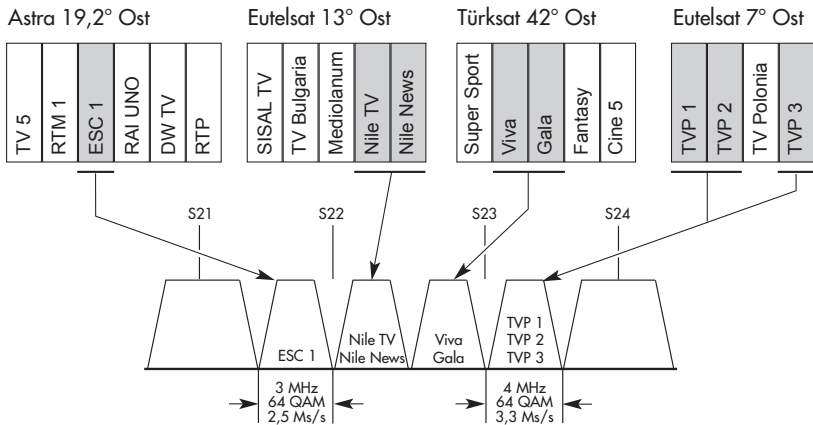 Astra 19,2° Ost
Eutelsat 13° Ost
Türksat 42° Ost
Eutelsat 7° Ost
TV 5
RTM 1
ESC 1
RAI UNO
DW TV
RTP
SISAL TV
TV Bulgaria
Mediolanum
Nile TV
Nile News
Super Sport
Viva
Gala
Fantasy
Cine 5
TVP 1
TVP 2
TV Polonia
TVP 3
S21
S22
S23
S24
ESC 1
Nile TV
Nile News
Viva
Gala
TVP 1
TVP 2
TVP 3
3 MHz
64 QAM
2,5 Ms/s
4 MHz
64 QAM
3,3 Ms/s